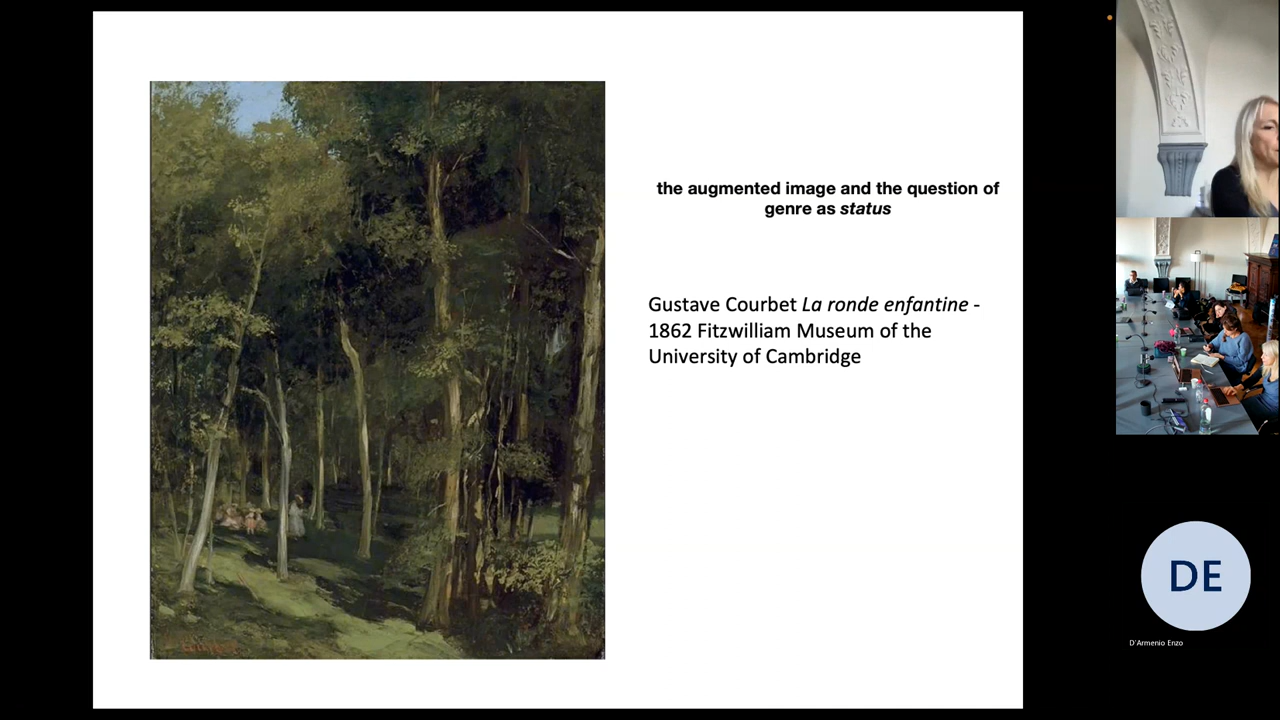 the augmented image and the question of
genre as status
Gustave Courbet La ronde enfantine -
1862 Fitzwilliam Museum of the
University of Cambridge
DE
D'Armenio Enzo